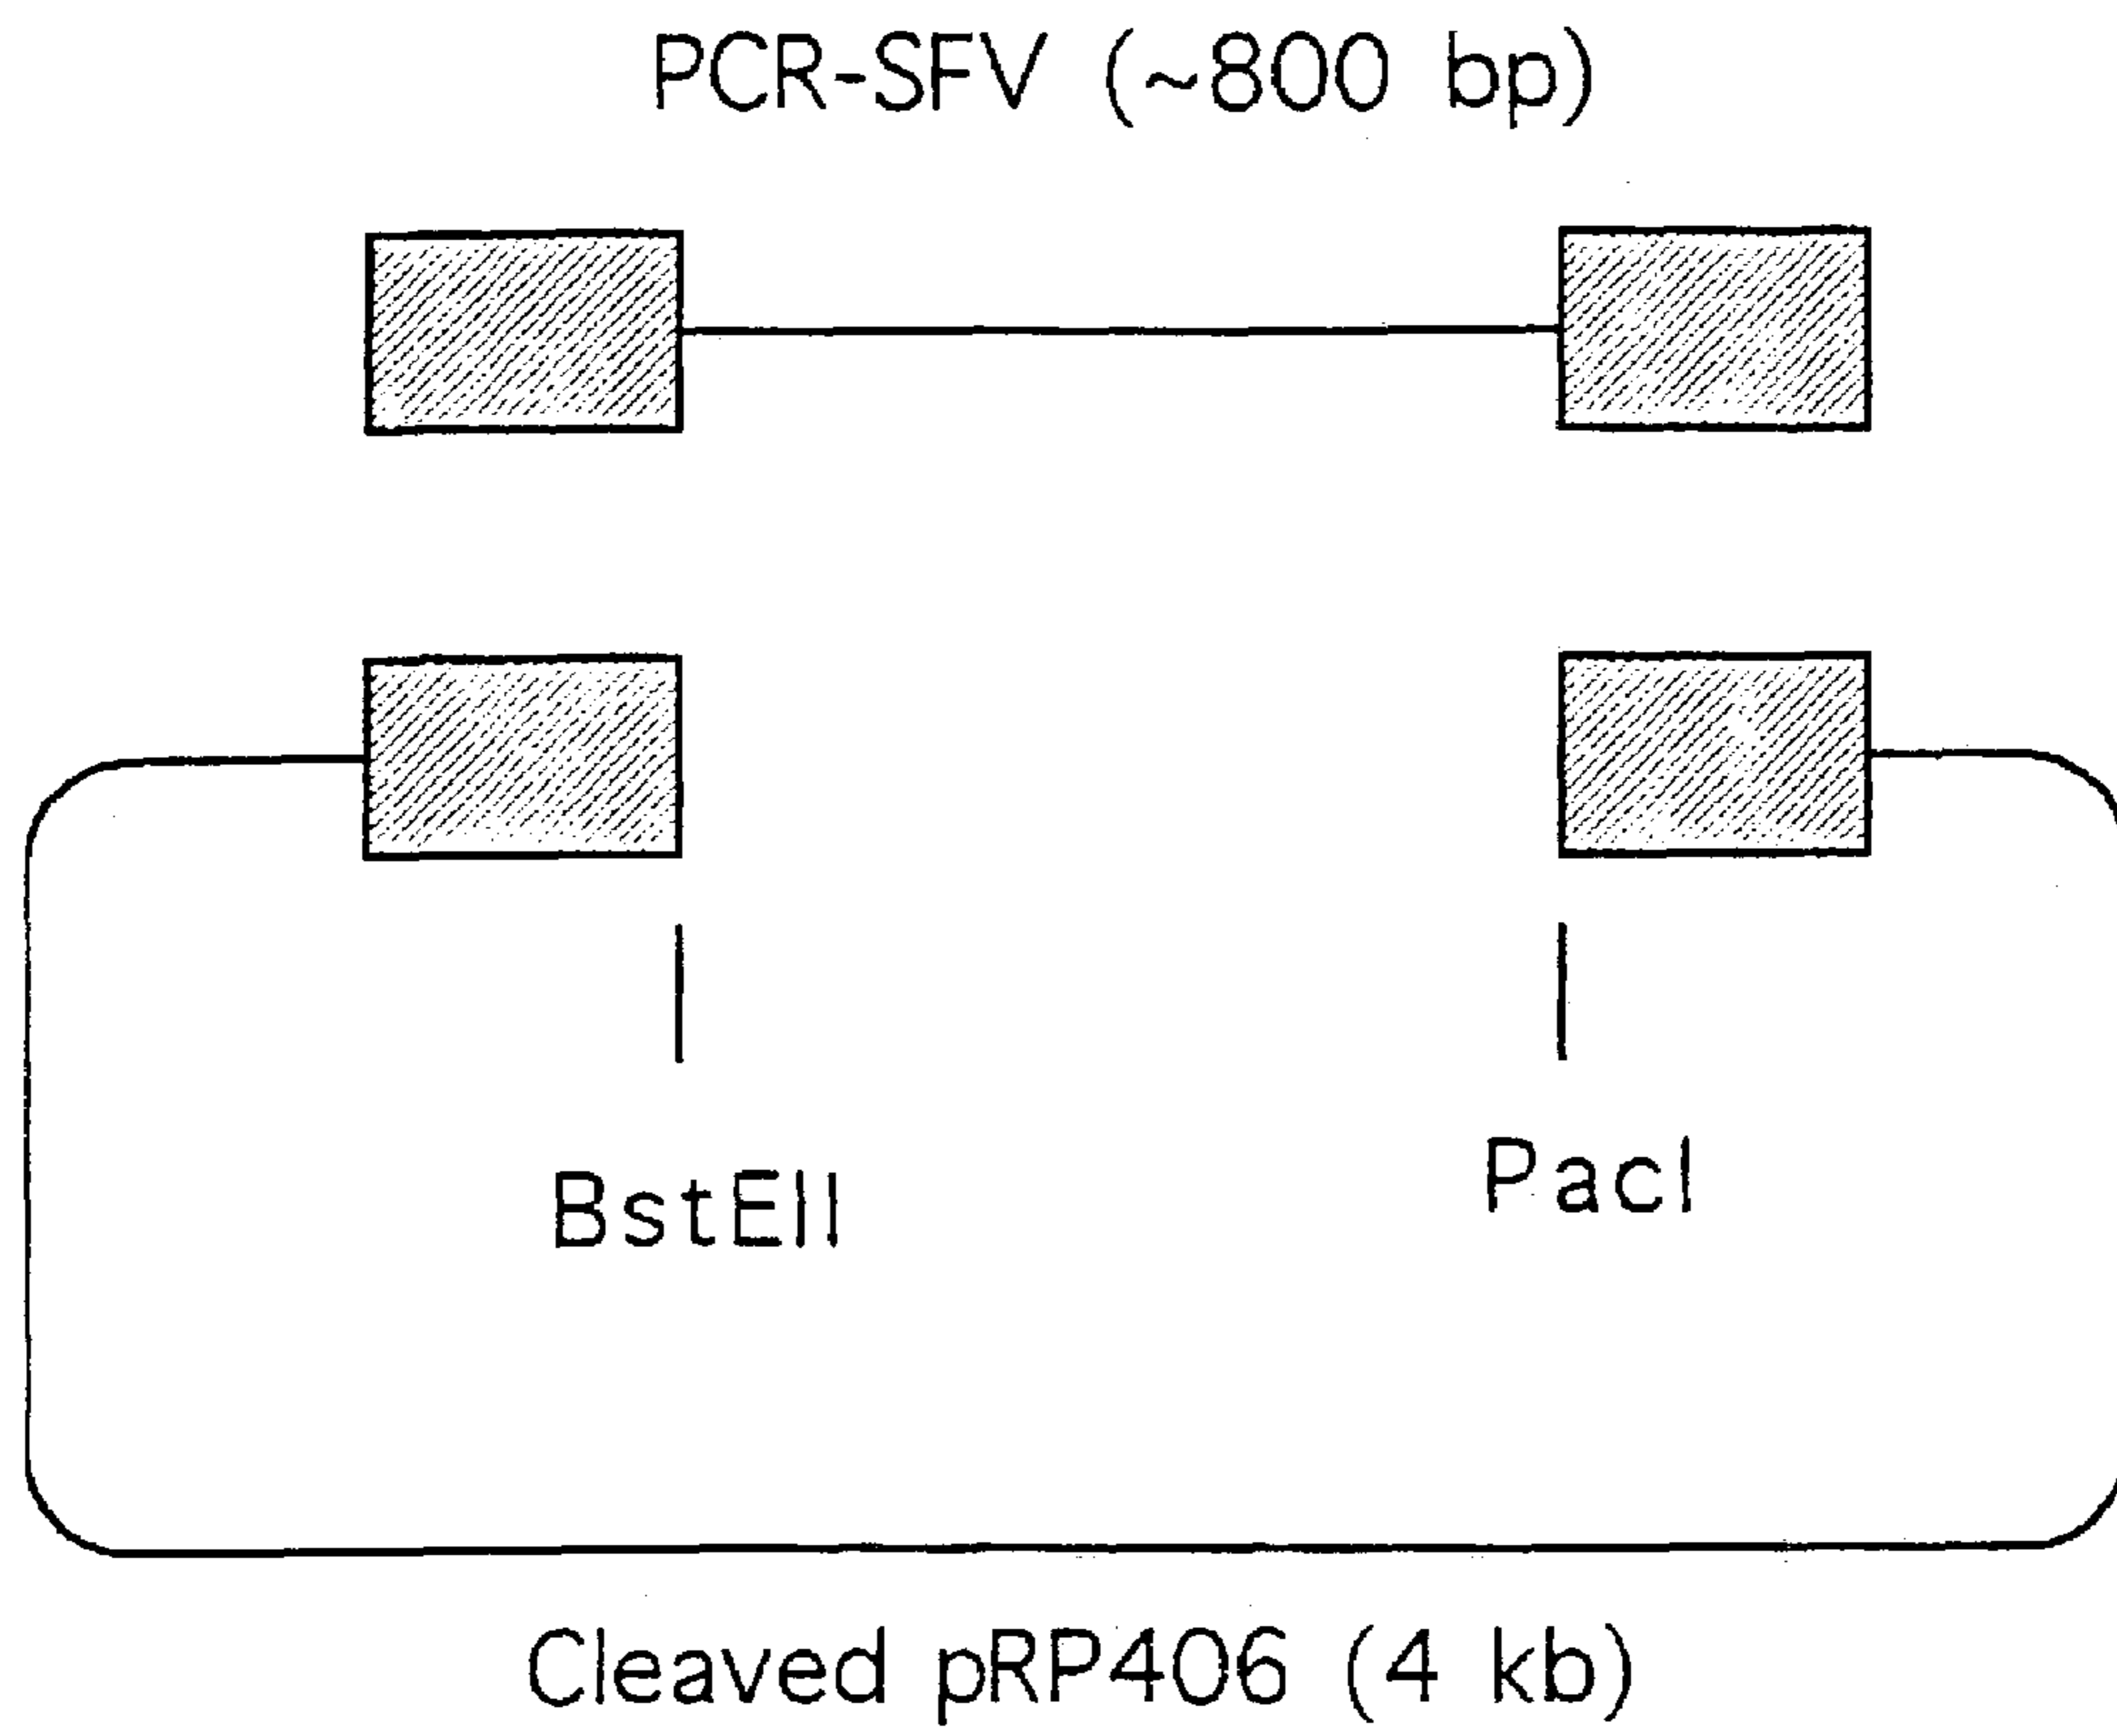 PCR-SFV (~800 bp)
BstEII
PacI
Cleaved pRP406 (4 kb)